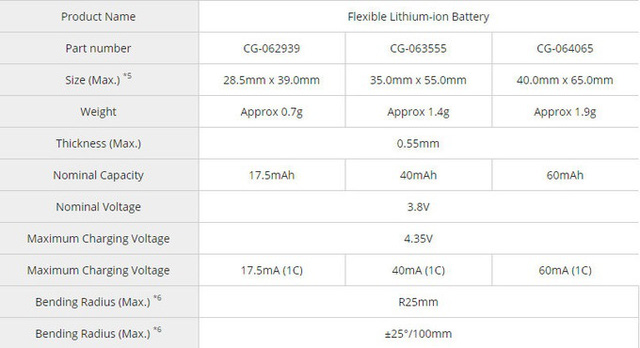 Product Name Flexible Lithium-ion Battery
Part number CG-062939 CG-063555 CG-064065
Size (Max.) *5 28.5mm x 39.0mm 35.0mm x 55.0mm 40.0mm x 65.0mm
Weight Approx 0.7g Approx 1.4g Approx 1.9g
Thickness (Max.) 0.55mm
Nominal Capacity 17.5mAh 40mAh 60mAh
Nominal Voltage 3.8V
Maximum Charging Voltage 4.35V
Maximum Charging Voltage 17.5mA (1C) 40mA (1C) 60mA (1C)
Bending Radius (Max.) *6 R25mm
Bending Radius (Max.) *6 ±25°/100mm